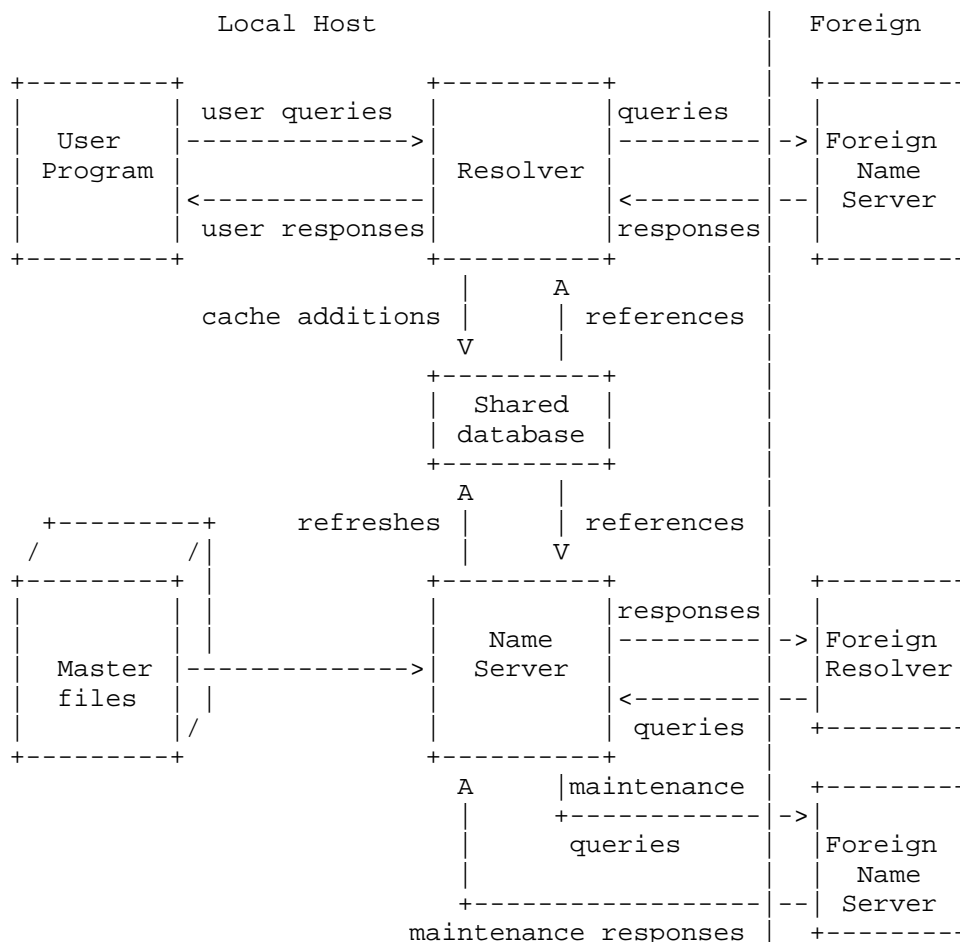 Local Host | Foreign
user queries queries
User Foreign
Program Resolver Name
Server
user responses responses
A
cache additions references
V
Shared
database
A
refreshes references
V
responses
Name Foreign
Master Server Resolver
files
queries
A maintenance
queries Foreign
Name
Server
maintenance responses